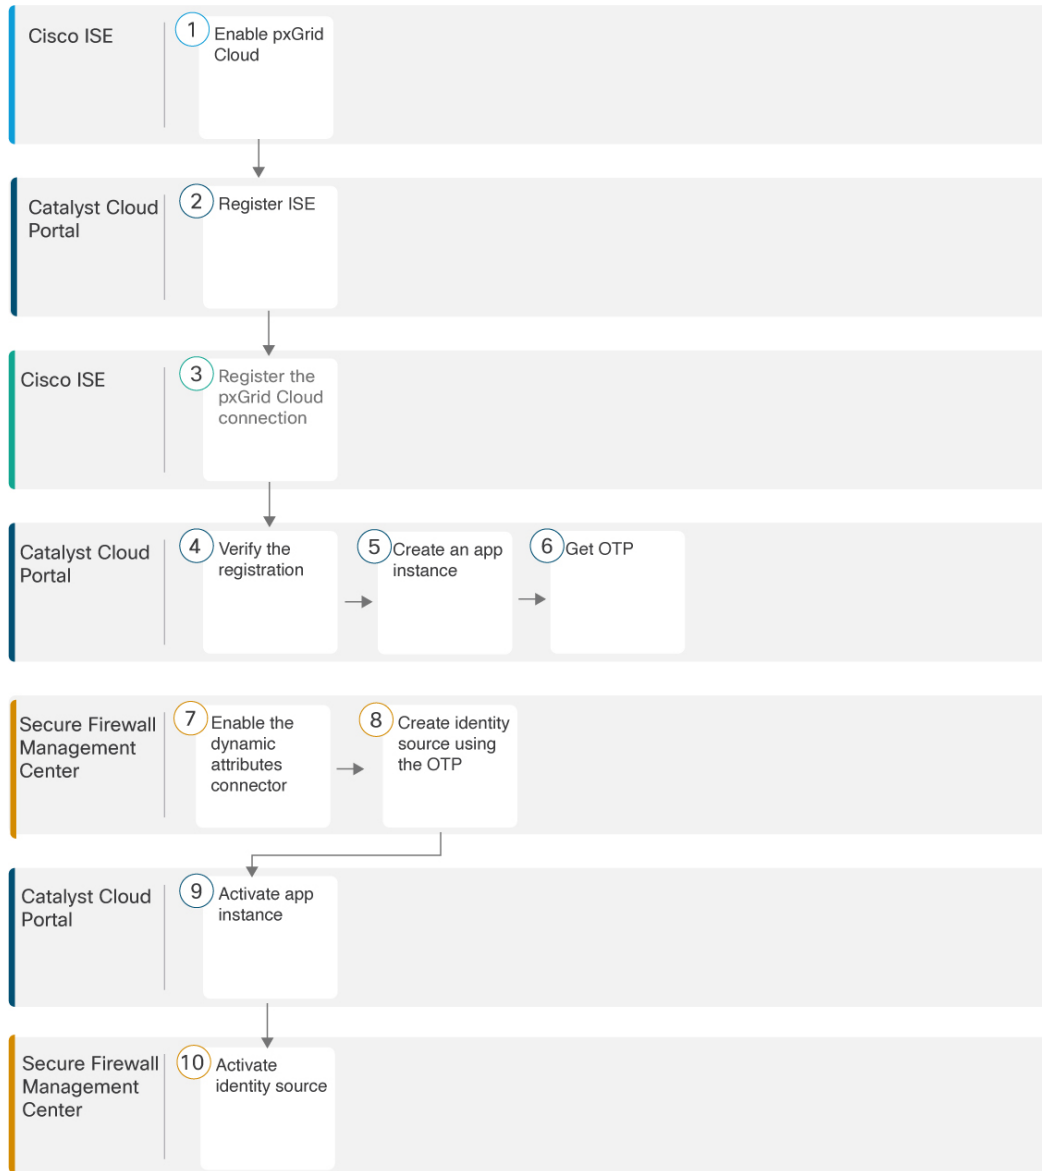 Cisco ISE
1
Enable pxGrid
Cloud
Catalyst Cloud
Portal
2
Register ISE
Cisco ISE
3
Register the
pxGrid Cloud
connection
Catalyst Cloud
Portal
4
Verify the
registration
5
Create an app
instance
6
Get OTP
Secure Firewall
Management
Center
7
Enable the
dynamic
attributes
connector
8
Create identity
source using
the OTP
Catalyst Cloud
Portal
9
Activate app
instance
Secure Firewall
Management
Center
10
Activate
identity source